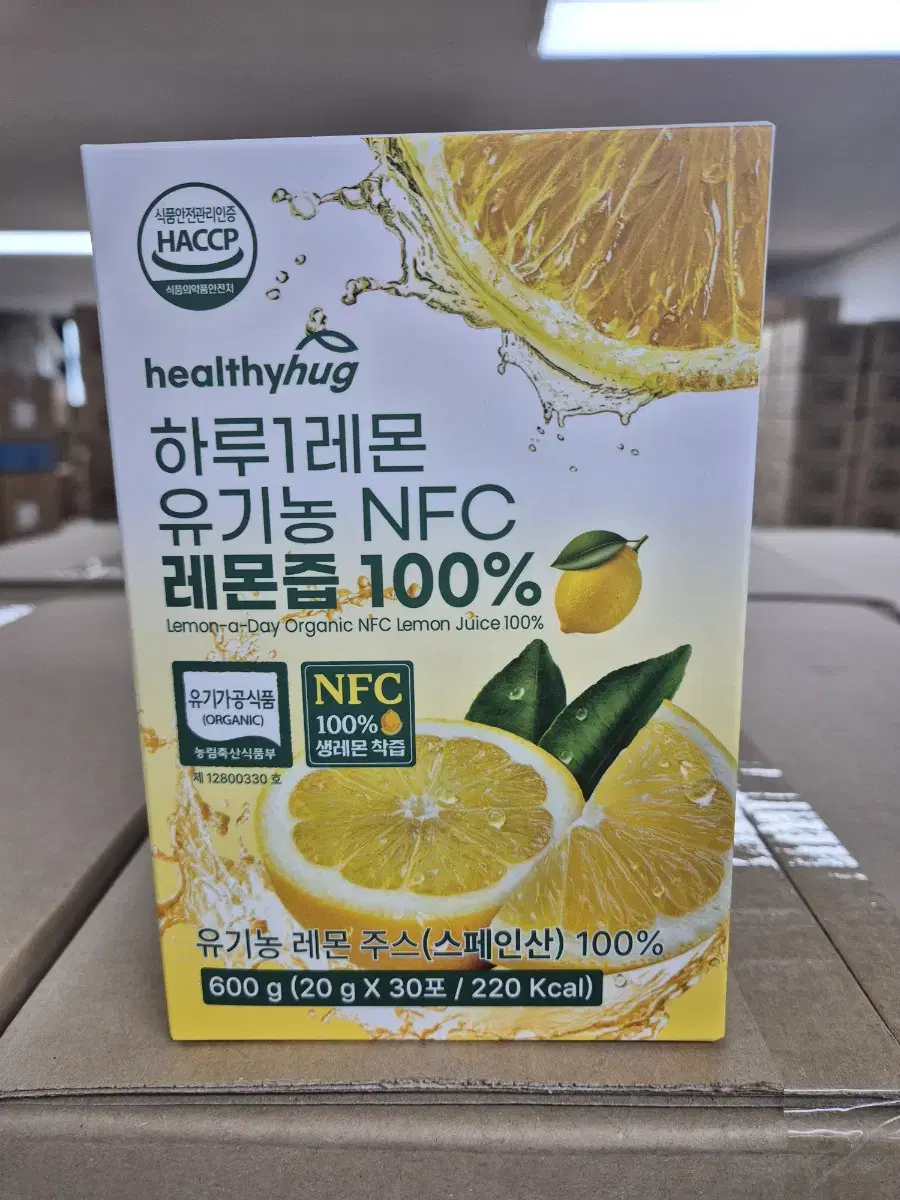 식품안전관리인증
HACCP
식품의약품안전처
healthyhug
하루1레몬
유기농 NFC
레몬즙 100%
Lemon-a-Day Organic NFC Lemon Juice 100%
유기가공식품
(ORGANIC)
농림축산식품부
제 12800330 호
NFC
100%
생레몬 착즙
유기농 레몬 주스(스페인산) 100%
600 g (20 g X 30포 / 220 Kcal)